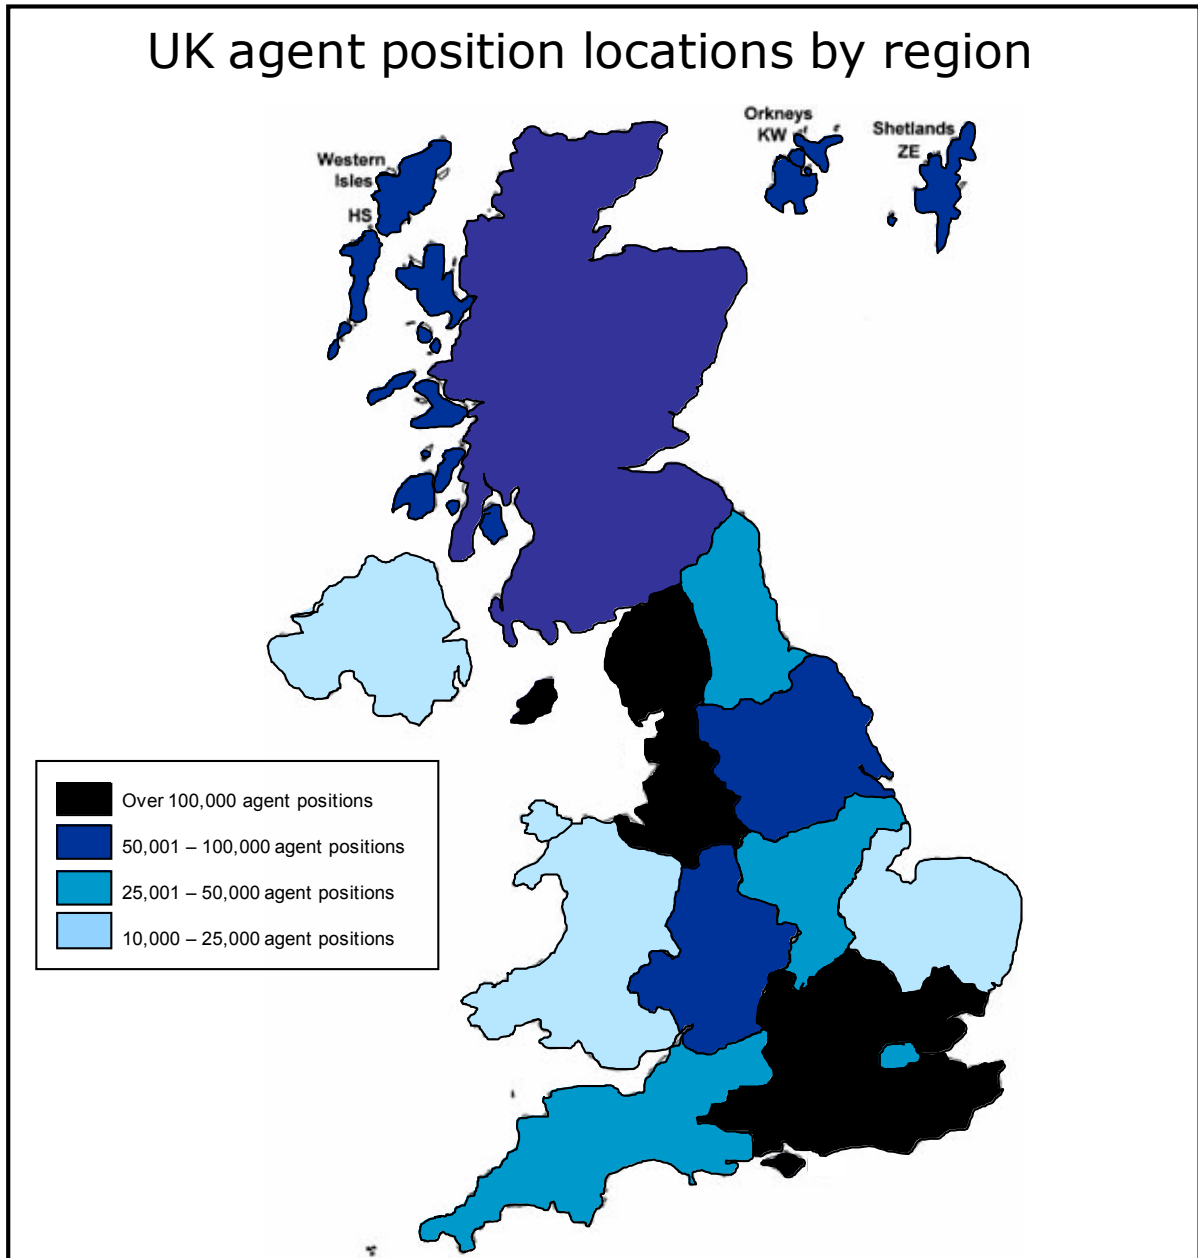 UK agent position locations by region
Orkneys
KW
Shetlands
ZE
Western
Isles
HS
Over 100,000 agent positions
50,001 – 100,000 agent positions
25,001 – 50,000 agent positions
10,000 – 25,000 agent positions